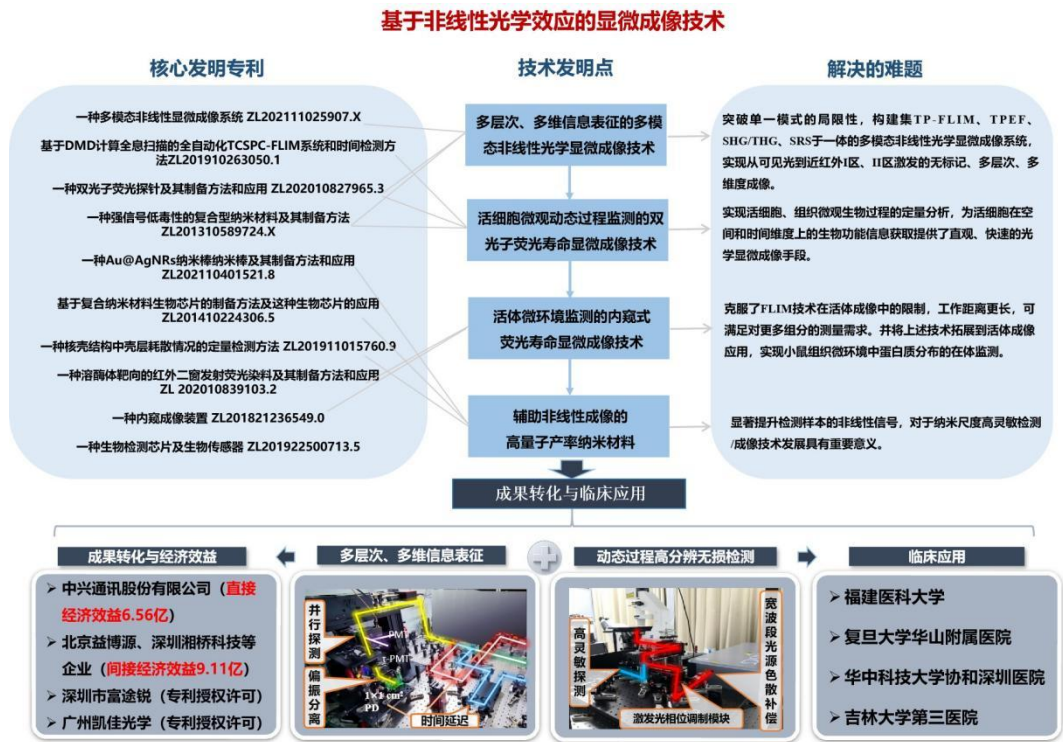 基于非线性光学效应的显微成像技术
核心发明专利
一种多模态非线性显微成像系统 ZL202111025907.X
基于DMD计算全息扫描的全自动化TCSPC-FLIM系统和时间检测方
法ZL201910263050.1
一种双光子荧光探针及其制备方法和应用 ZL202010827965.3
一种强信号低毒性的复合型纳米材料及其制备方法
ZL201310589724.X
一种Au@AgNRs纳米棒纳米棒及其制备方法和应用
ZL202110401521.8
基于复合纳米材料生物芯片的制备方法及这种生物芯片的应用
ZL201410224306.5
一种核壳结构中壳层耗散情况的定量检测方法 ZL201911015760.9
一种溶酶体靶向的红外二窗发射荧光染料及其制备方法和应用
ZL 202010839103.2
一种内窥成像装置 ZL201821236549.0
一种生物检测芯片及生物传感器 ZL201922500713.5
技术发明点
多层次、多维信息表征的多模
态非线性光学显微成像技术
活细胞微观动态过程监测的双
光子荧光寿命显微成像技术
活体微环境监测的内窥式
荧光寿命显微成像技术
辅助非线性成像的
高量子产率纳米材料
解决的难题
突破单一模式的局限性，构建集TP-FLIM、TPEF、
SHG/THG、SRS于一体的多模态非线性光学显微成像系统，
实现从可见光到近红外I区、II区激发的无标记、多层次、多
维度成像。
实现活细胞、组织微观生物过程的定量分析，为活细胞在空
间和时间维度上的生物功能信息获取提供了直观、快速的光
学显微成像手段。
克服了FLIM技术在活体成像中的限制，工作距离更长，可
满足对更多组分的测量需求。并将上述技术拓展到活体成像
应用，实现小鼠组织微环境中蛋白质分布的在体监测。
显著提升检测样本的非线性信号，对于纳米尺度高灵敏检测
/成像技术发展具有重要意义。
成果转化与临床应用
成果转化与经济效益
中兴通讯股份有限公司（直接
经济效益6.56亿）
北京益博源、深圳湘桥科技等
企业（间接经济效益9.11亿）
深圳市富途锐（专利授权许可）
广州凯佳光学（专利授权许可）
多层次、多维信息表征
并行探测
PMT
r-PMT
偏振分离
1×1 cm²
PD
时间延迟
动态过程高分辨无损检测
高灵敏探测
激发光相位调制模块
宽波段光源色散补偿
临床应用
福建医科大学
复旦大学华山附属医院
华中科技大学协和深圳医院
吉林大学第三医院